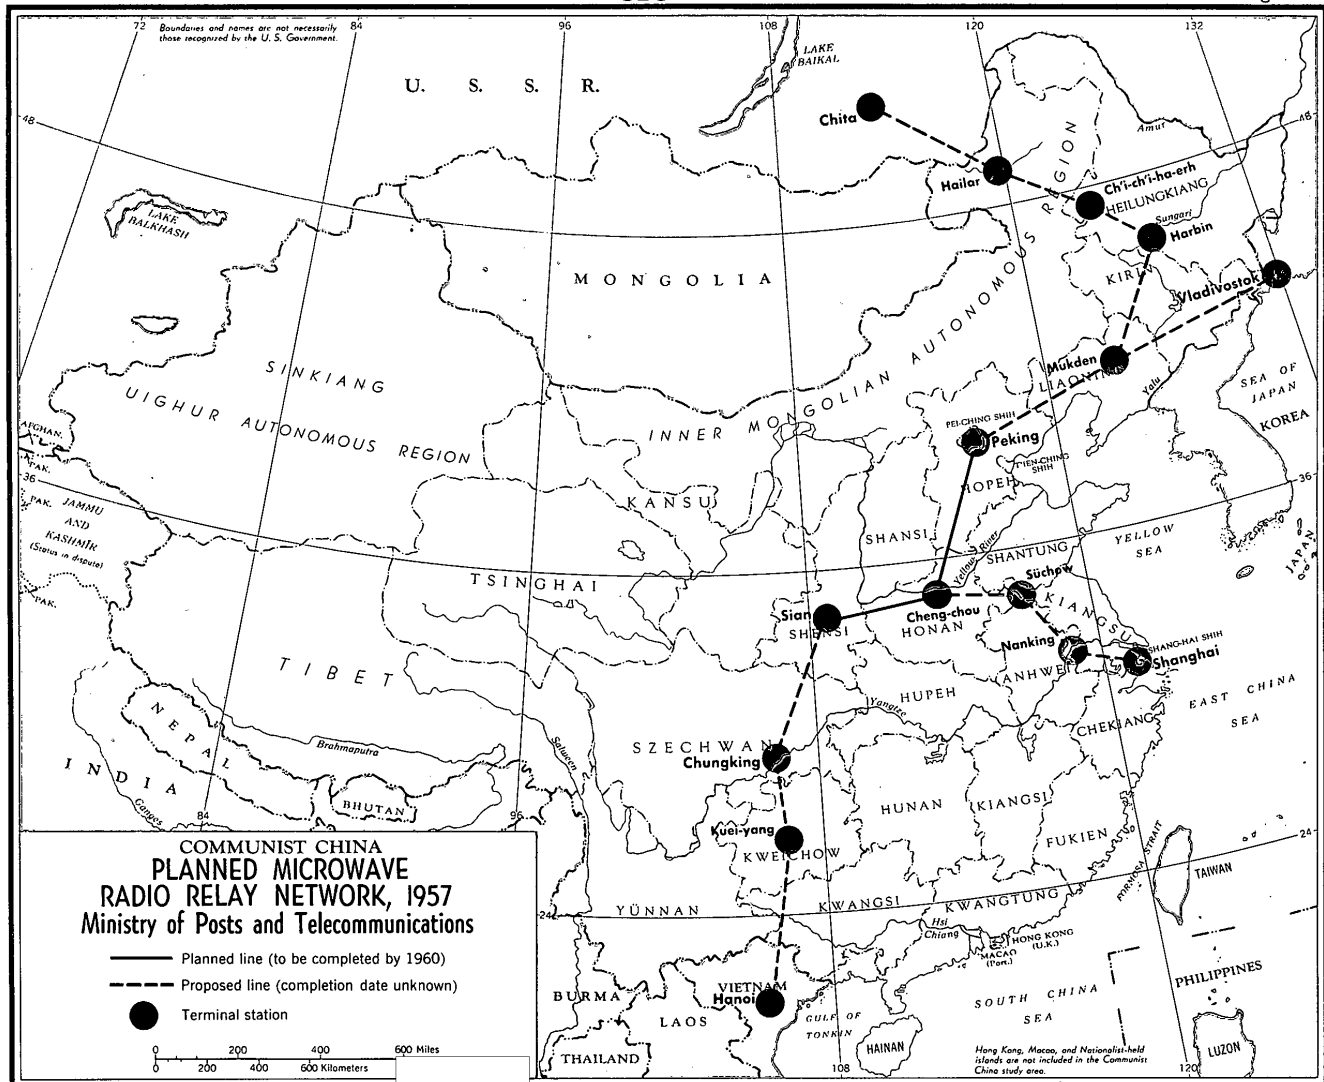 72
84
96
108
120
132
Boundaries and names are not necessarily
those recognized by the U. S. Government.
LAKE
BAIKAL
U. S. S. R.
Chita
48
48
Amur
Hailar
REGION
Ch'i-ch'i-ha-erh
HEILUNGKIANG
Sungari
Harbin
LAKE
BALKHASH
MONGOLIA
KIRIN
Vladivostok
Mukden
LIAONING
Yalu
SEA OF
JAPAN
KOREA
SINKIANG
UIGHUR AUTONOMOUS REGION
INNER MONGOLIAN AUTONOMOUS
PEI-CHING SHIH
Peking
T'IEN-CHING
SHIH
HOPEH
AFGHAN.
PAK.
36
36
PAK.
JAMMU
AND
KASHMIR
(Status in dispute)
PAK.
KANSU
SHANSI
Yellow River
SHANTUNG
YELLOW
SEA
JAPAN
TSINGHAI
Süchow
KIANGSU
Sian
SHENSI
Cheng-chou
HONAN
Nanking
SHANG-HAI SHIH
Shanghai
ANHWEI
TIBET
HUPEH
Yangtze
EAST CHINA
SEA
CHEKIANG
NEPAL
Brahmaputra
Salween
SZECHWAN
Chungking
INDIA
Ganges
BHUTAN
84
96
HUNAN
KIANGSI
FUKIEN
Kuei-yang
KWEICHOW
24
FORMOSA STRAIT
TAIWAN
24
YÜNNAN
KWANGSI
KWANGTUNG
Hsi
Chiang
HONG KONG
(U.K.)
MACAO
(Port.)
PHILIPPINES
VIETNAM
Hanoi
BURMA
LAOS
GULF OF
TONKIN
SOUTH CHINA
SEA
HAINAN
THAILAND
LUZON
108
120
Hong Kong, Macao, and Nationalist-held
islands are not included in the Communist
China study area.
COMMUNIST CHINA
PLANNED MICROWAVE
RADIO RELAY NETWORK, 1957
Ministry of Posts and Telecommunications
Planned line (to be completed by 1960)
Proposed line (completion date unknown)
Terminal station
0 200 400 600 Miles
0 200 400 600 Kilometers